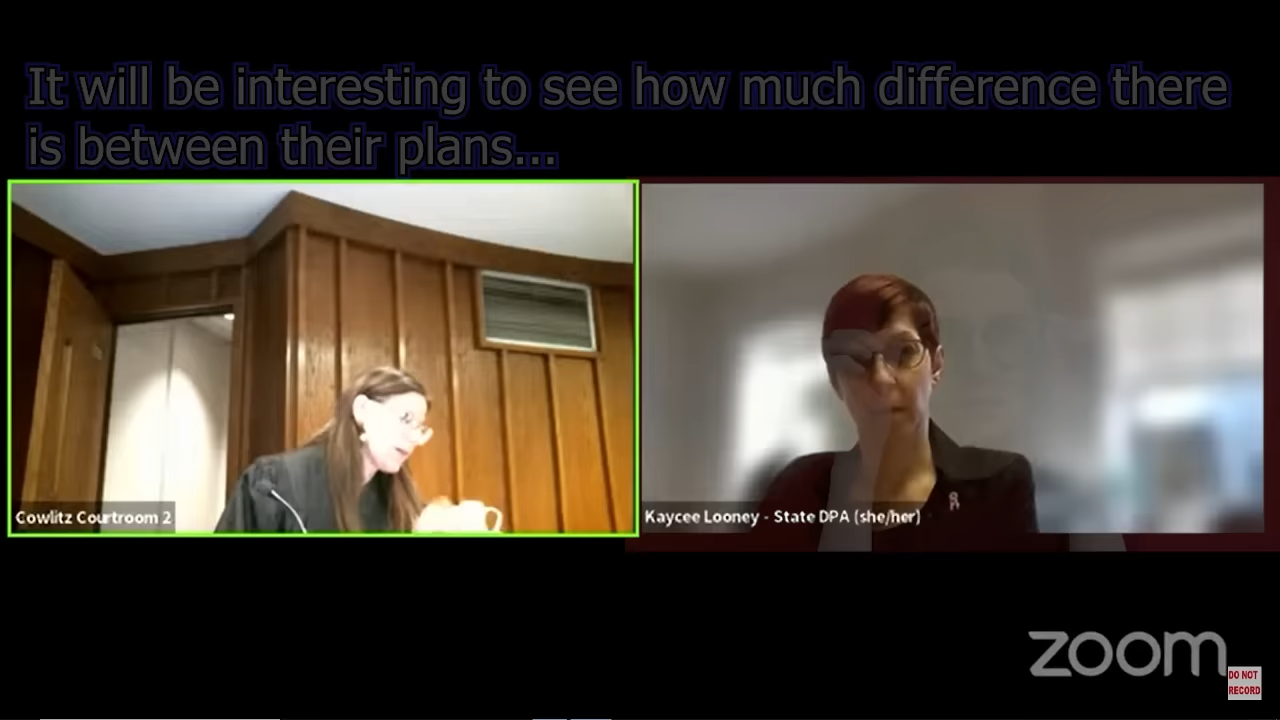 It will be interesting to see how much difference there
is between their plans...
Cowlitz Courtroom 2
Kaycee Looney - State DPA (she/her)
zoom
DO NOT
RECORD